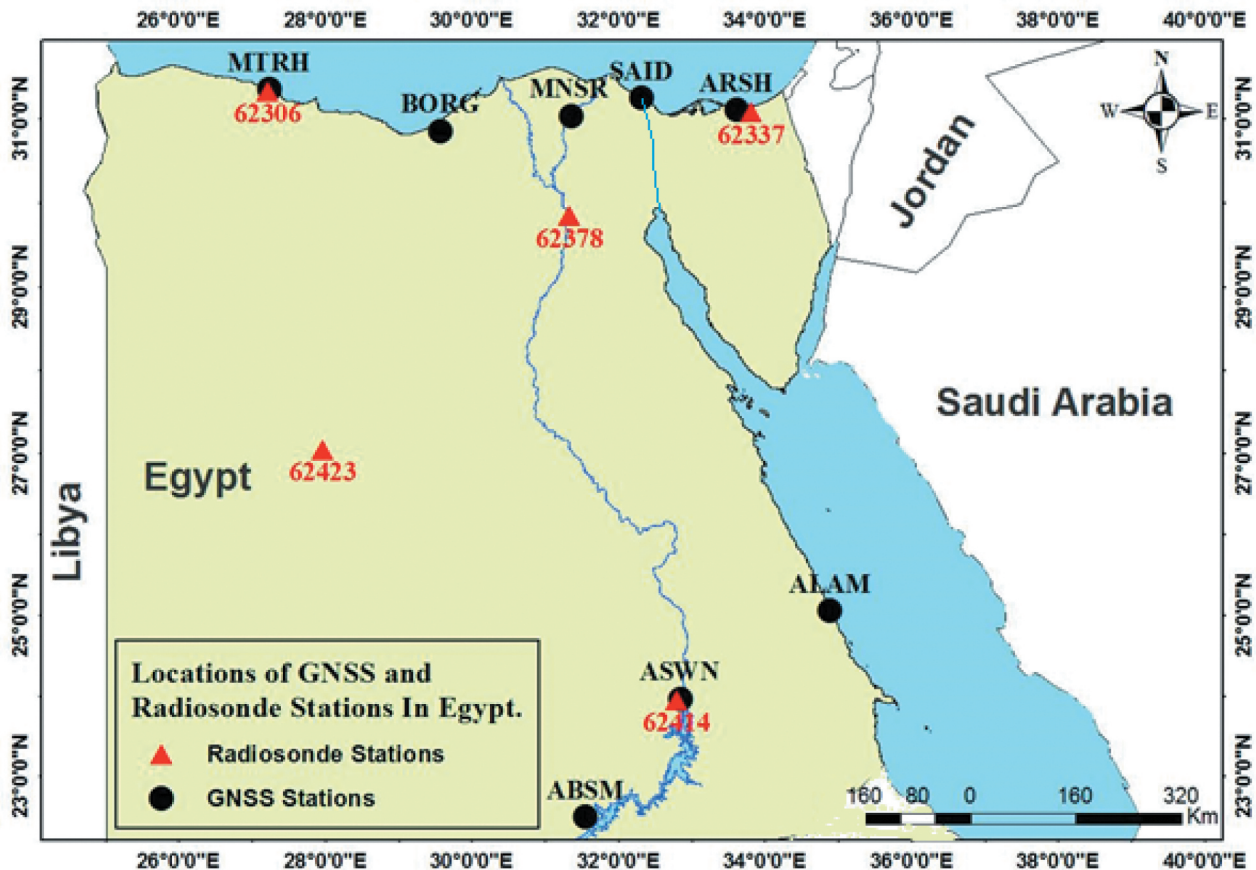 26°0'0"E 28°0'0"E 30°0'0"E 32°0'0"E 34°0'0"E 36°0'0"E 38°0'0"E 40°0'0"E
31°0'0"N
29°0'0"N
27°0'0"N
25°0'0"N
23°0'0"N
31°0'0"N
29°0'0"N
27°0'0"N
25°0'0"N
23°0'0"N
MTRH
62306
BORG
MNSR
SAID
ARSH
62337
62378
N
W E
S
Jordan
Saudi Arabia
62423
Egypt
Libya
ALAM
ASWN
62414
ABSM
Locations of GNSS and
Radiosonde Stations In Egypt.
Radiosonde Stations
GNSS Stations
160 80 0 160 320
Km
26°0'0"E 28°0'0"E 30°0'0"E 32°0'0"E 34°0'0"E 36°0'0"E 38°0'0"E 40°0'0"E